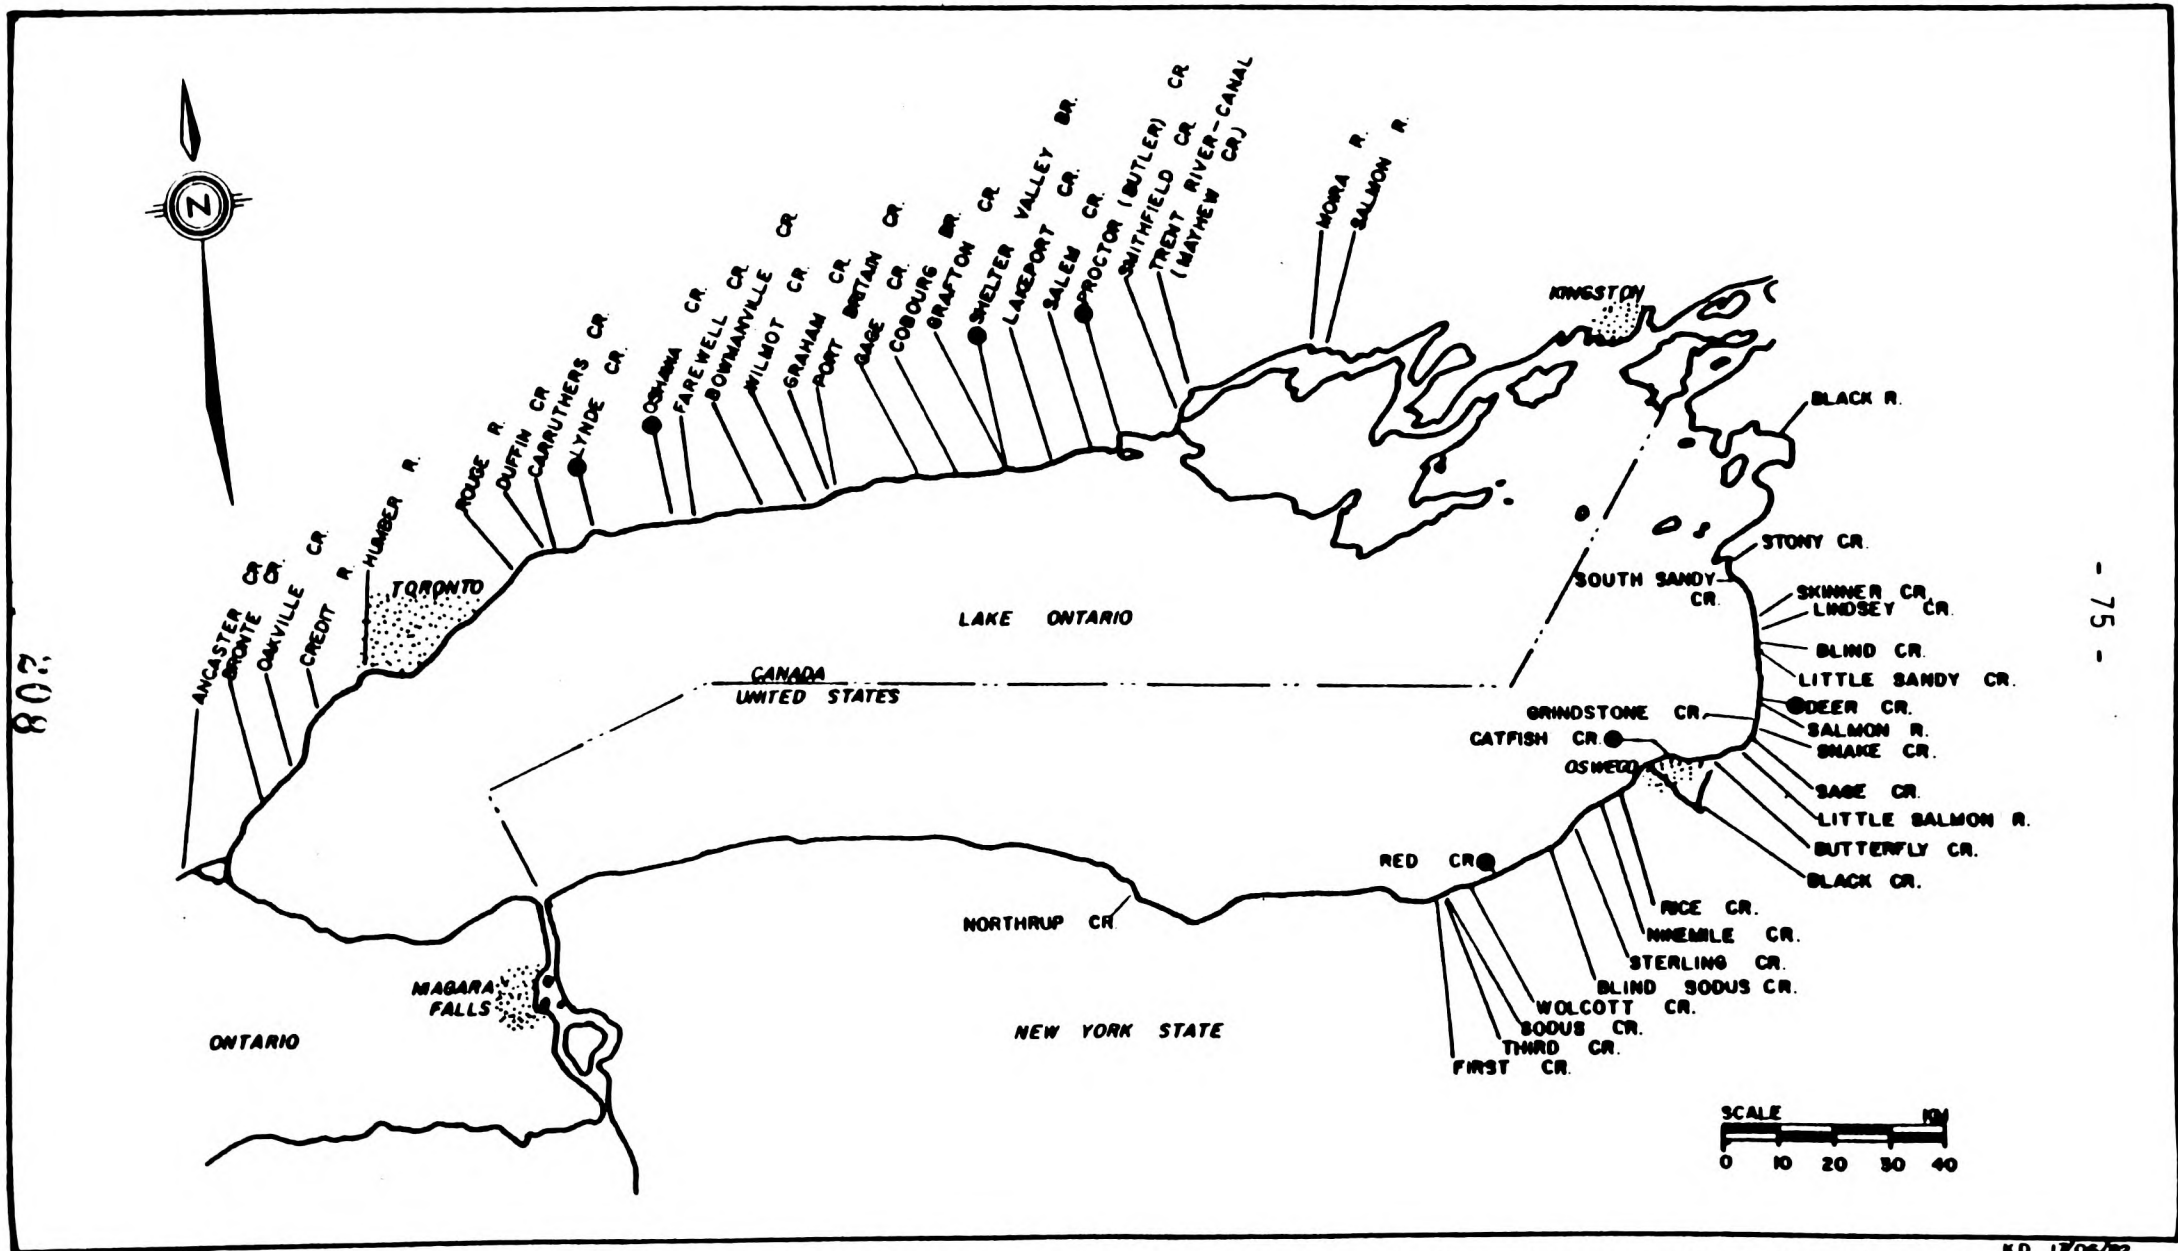 N
ANCASTER CR.
BRONTE CR.
OAKVILLE CR.
CREDIT R.
HUMBER R.
TORONTO
ROUGE R.
DUFFIN CR
CARRUTHERS CR.
LYNDE CR.
OSHAWA CR.
FAREWELL CR.
BOWMANVILLE CR.
WILMOT CR.
GRAHAM CR.
PORT BRITAIN CR.
GAGE CR.
COBOURG BR.
GRAFTON CR.
SHELTER VALLEY BR.
LAKEPORT CR.
SALEM CR.
PROCTOR (BUTLER) CR.
SMITHFIELD CR.
TRENT RIVER-CANAL
(MAYHEW CR.)
MOIRA R.
SALMON R.
KINGSTON
BLACK R.
STONY CR.
SOUTH SANDY
CR.
SKINNER CR.
LINDSEY CR.
BLIND CR.
LITTLE SANDY CR.
DEER CR.
SALMON R.
SNAKE CR.
GRINDSTONE CR.
CATFISH CR.
OSWEGO
SAGE CR.
LITTLE SALMON R.
BUTTERFLY CR.
BLACK CR.
RICE CR.
NINEMILE CR.
STERLING CR.
BLIND SODUS CR.
WOLCOTT CR.
SODUS CR.
THIRD CR.
FIRST CR.
RED CR
NORTHRUP CR.
LAKE ONTARIO
CANADA
UNITED STATES
NIAGARA
FALLS
ONTARIO
NEW YORK STATE
SCALE KM
0 10 20 30 40
- 75 -
K.D. 17/06/82